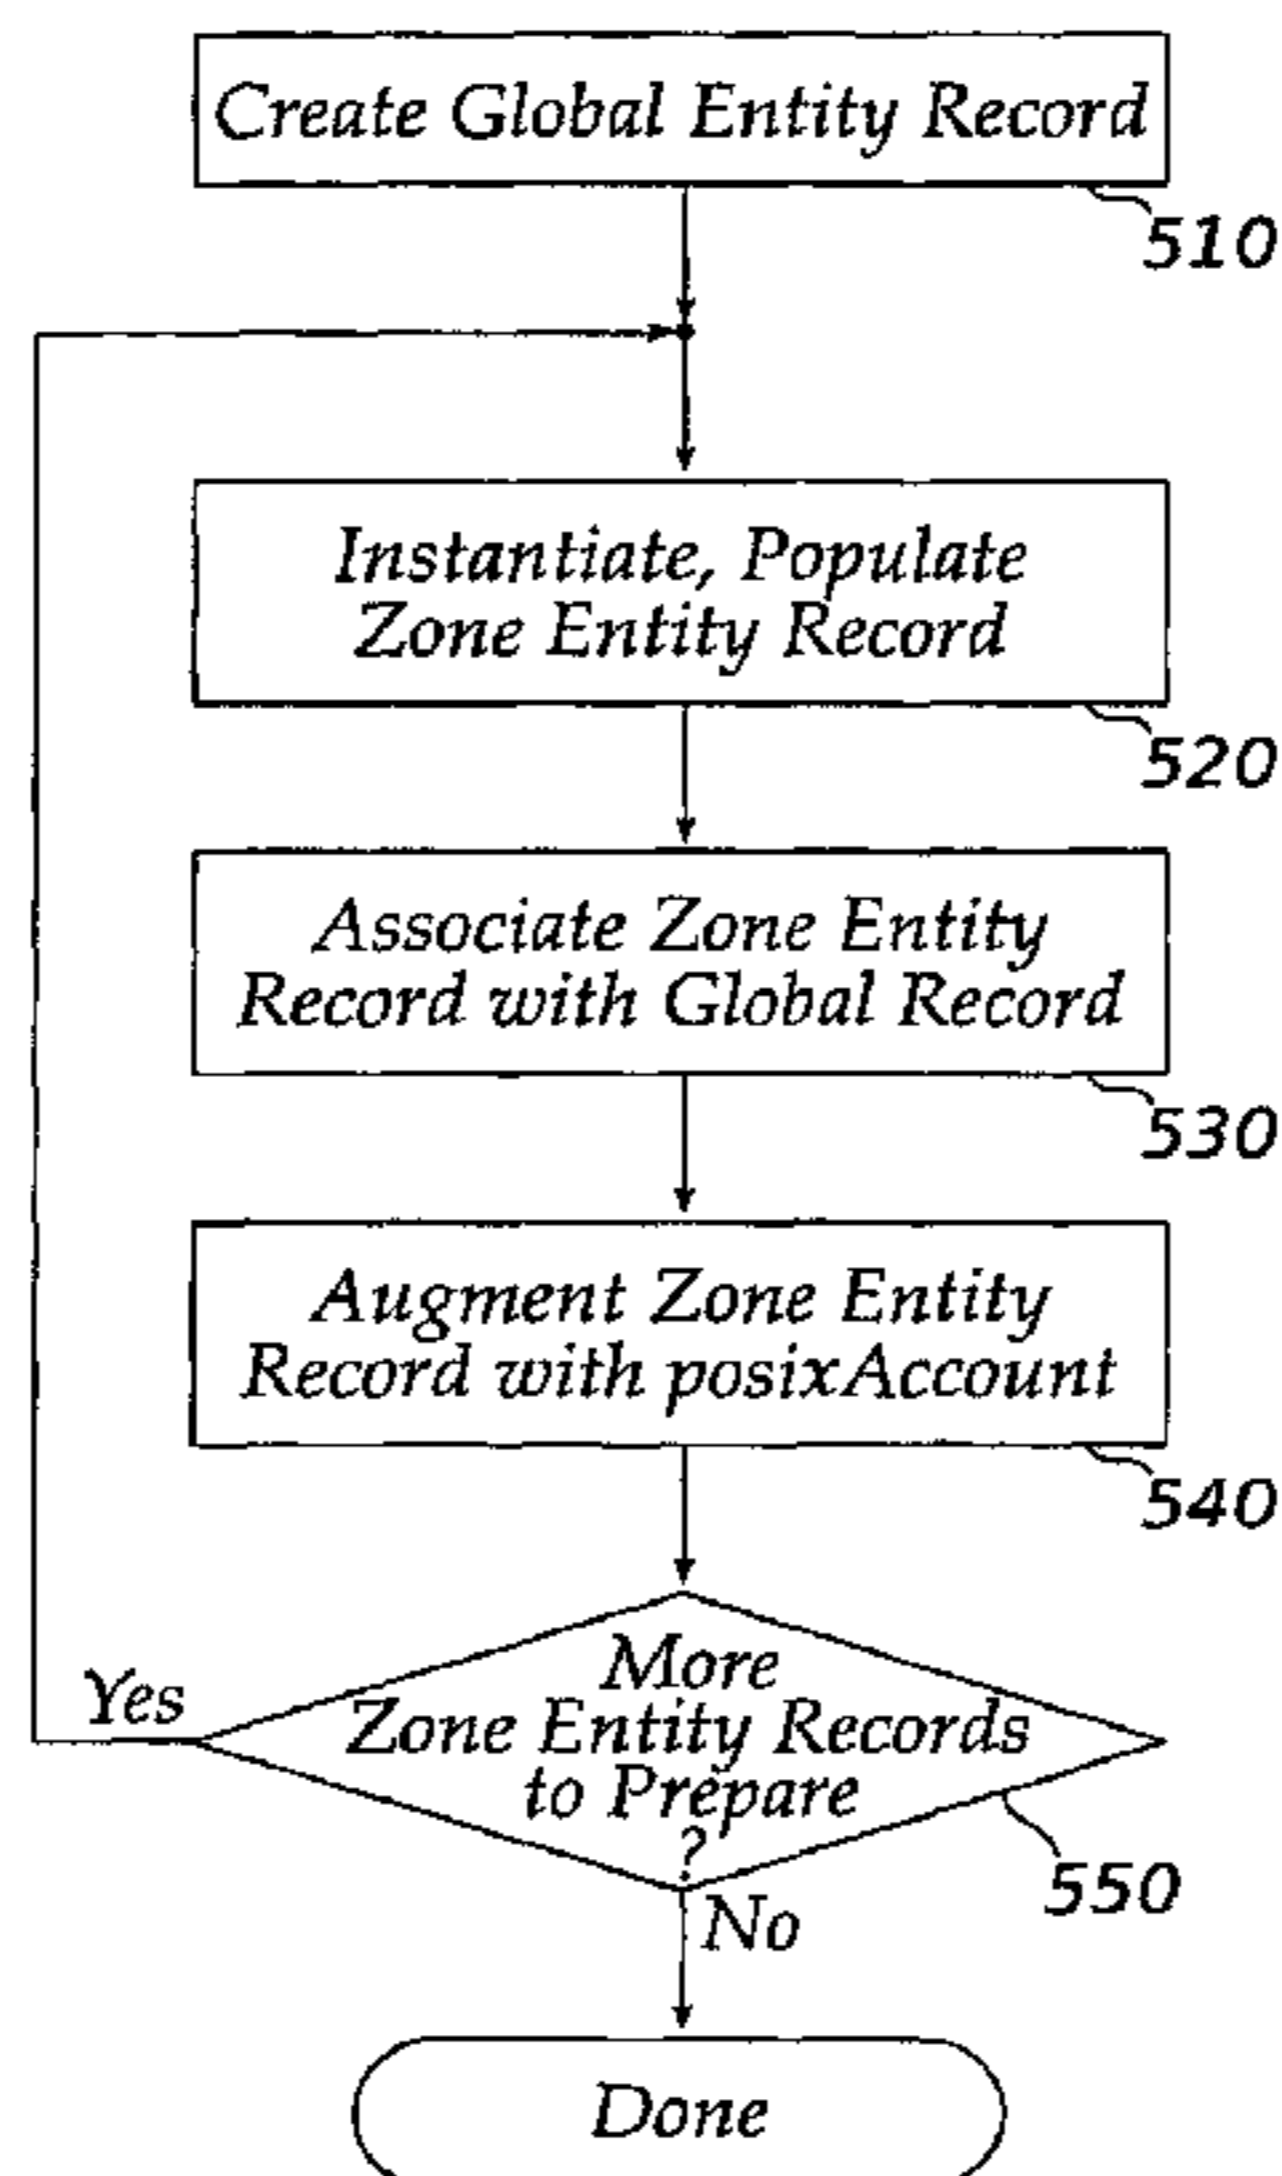 Create Global Entity Record
510
Instantiate, Populate
Zone Entity Record
520
Associate Zone Entity
Record with Global Record
530
Augment Zone Entity
Record with posixAccount
540
More
Zone Entity Records
to Prepare
?
Yes
550
No
Done